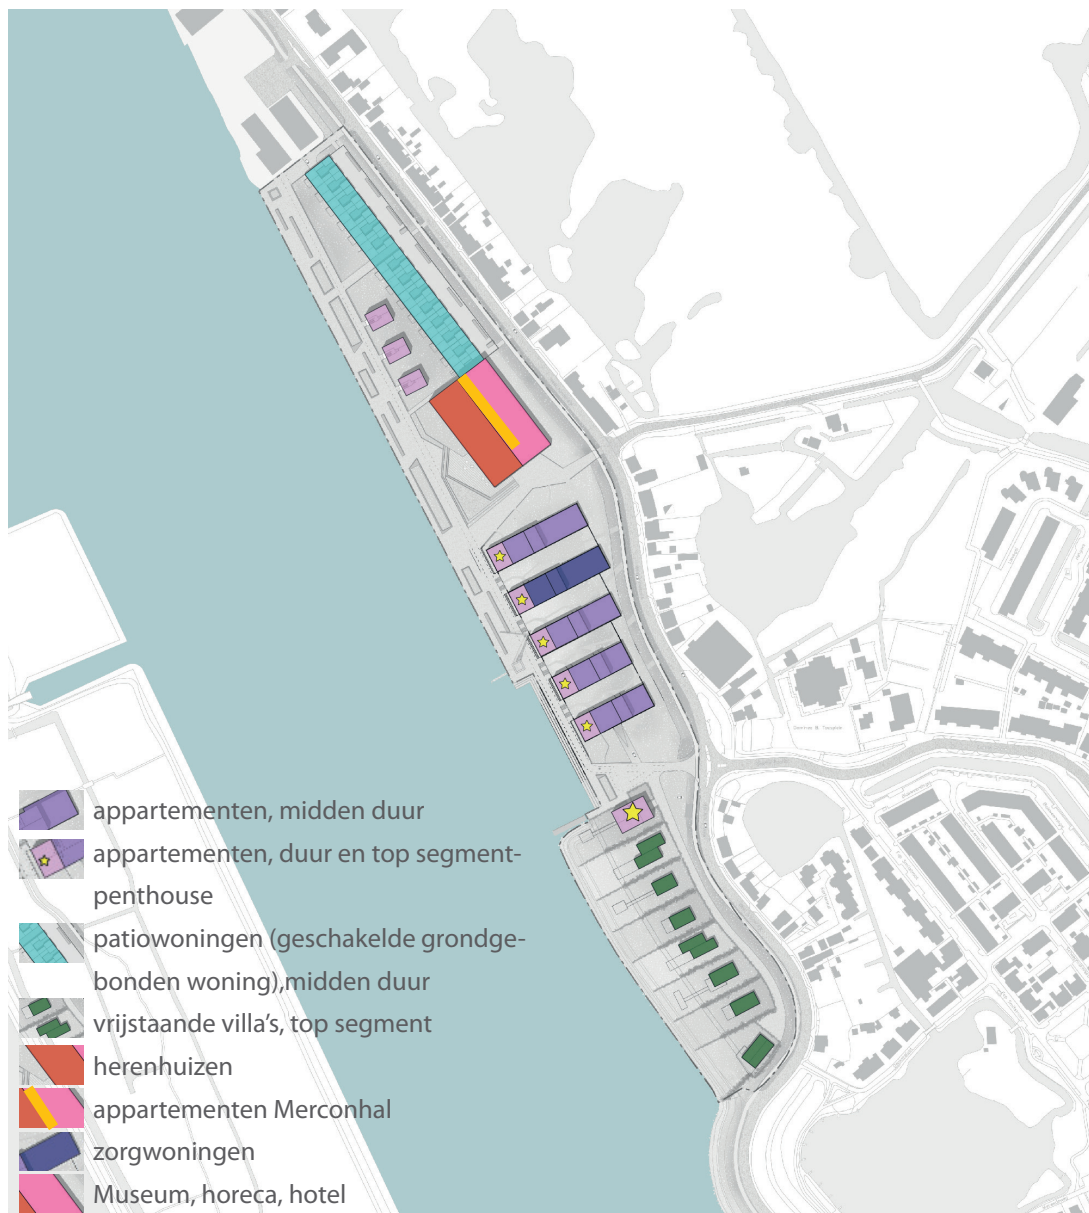 appartementen, midden duur
appartementen, duur en top segment-
penthouse
patiowoningen (geschakelde grondge-
bonden woning),midden duur
vrijstaande villa's, top segment
herenhuizen
appartementen Merconhal
zorgwoningen
Museum, horeca, hotel